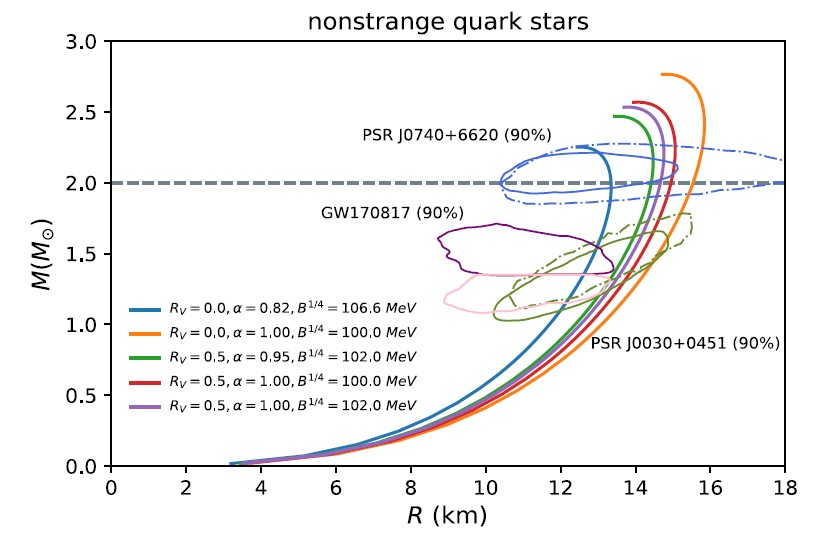 nonstrange quark stars
3.0
2.5
2.0
1.5
1.0
0.5
0.0
M(M☉)
PSR J0740+6620 (90%)
GW170817 (90%)
PSR J0030+0451 (90%)
R_V = 0.0, α = 0.82, B^{1/4} = 106.6 MeV
R_V = 0.0, α = 1.00, B^{1/4} = 100.0 MeV
R_V = 0.5, α = 0.95, B^{1/4} = 102.0 MeV
R_V = 0.5, α = 1.00, B^{1/4} = 100.0 MeV
R_V = 0.5, α = 1.00, B^{1/4} = 102.0 MeV
0 2 4 6 8 10 12 14 16 18
R (km)